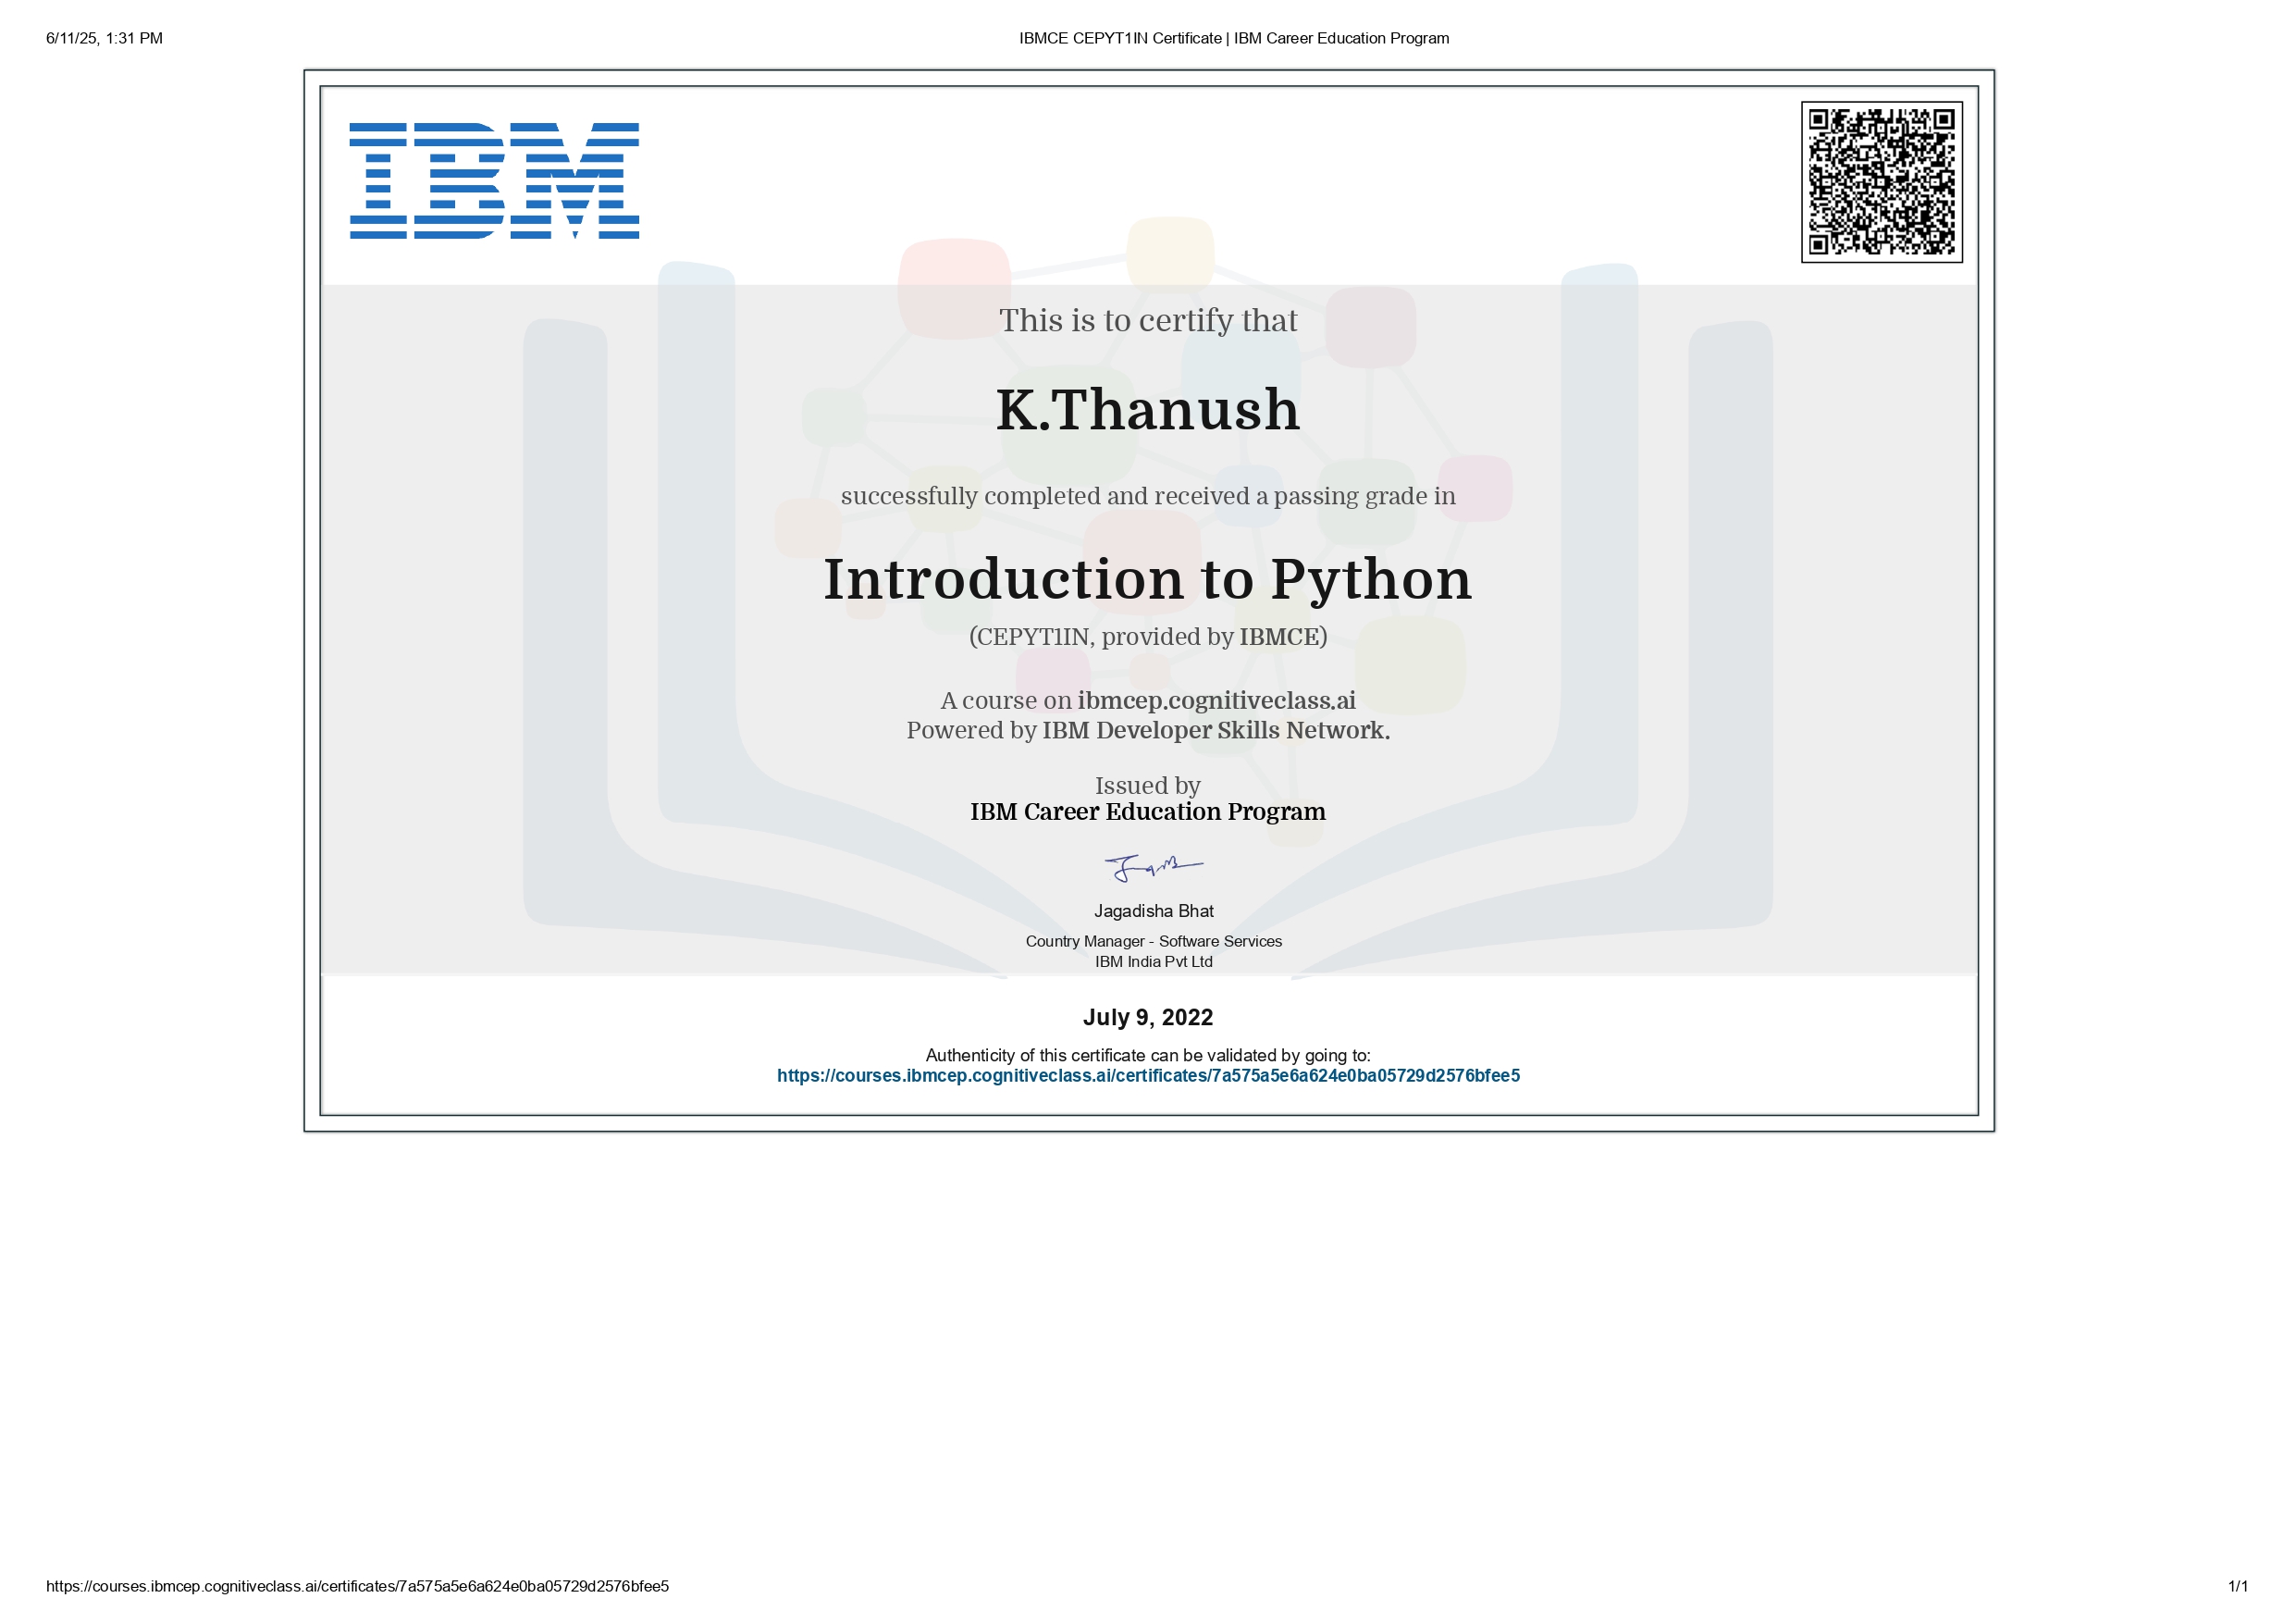 6/11/25, 1:31 PM
IBMCE CEPYT1IN Certificate | IBM Career Education Program
IBM
This is to certify that
K.Thanush
successfully completed and received a passing grade in
Introduction to Python
(CEPYT1IN, provided by IBMCE)
A course on ibmcep.cognitiveclass.ai
Powered by IBM Developer Skills Network.
Issued by
IBM Career Education Program
Jagadisha Bhat
Country Manager - Software Services
IBM India Pvt Ltd
July 9, 2022
Authenticity of this certificate can be validated by going to:
https://courses.ibmcep.cognitiveclass.ai/certificates/7a575a5e6a624e0ba05729d2576bfee5
https://courses.ibmcep.cognitiveclass.ai/certificates/7a575a5e6a624e0ba05729d2576bfee5
1/1